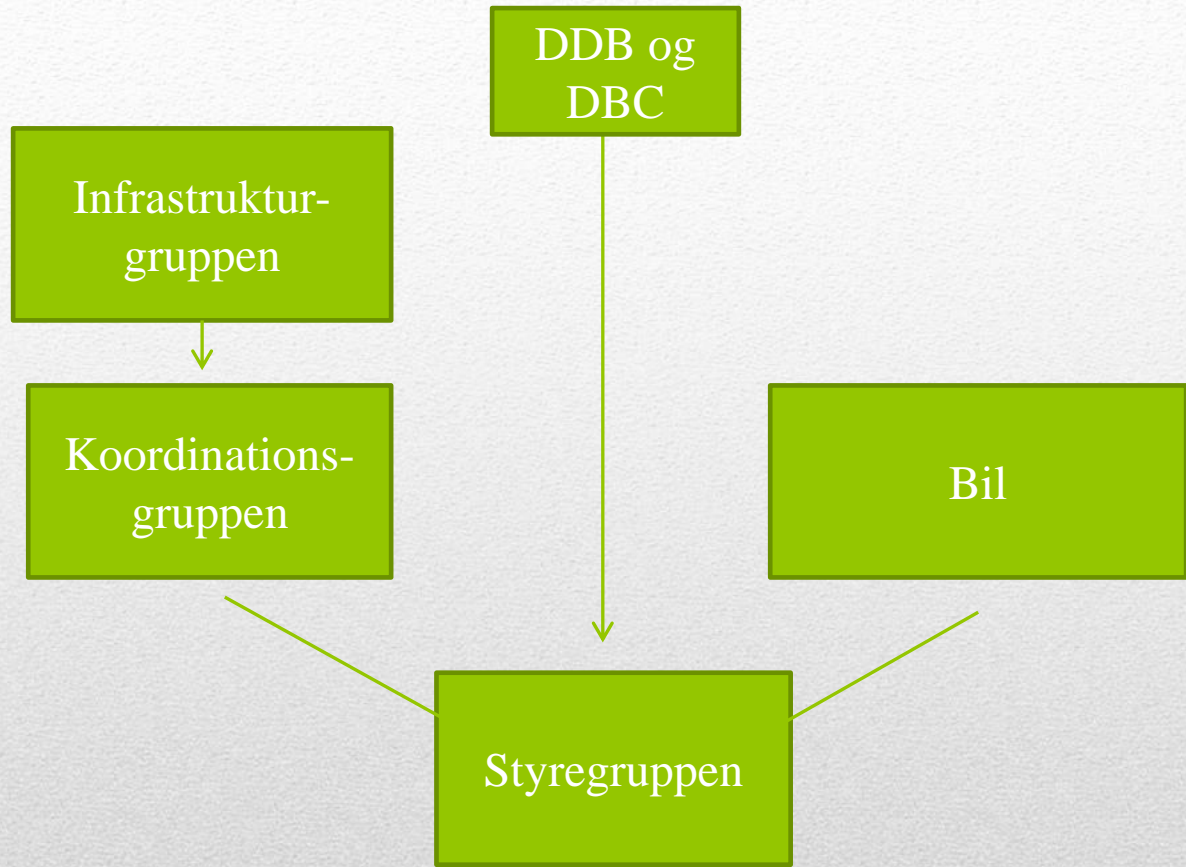 DDB og
DBC
Infrastruktur-
gruppen
Koordinations-
gruppen
Bil
Styregruppen